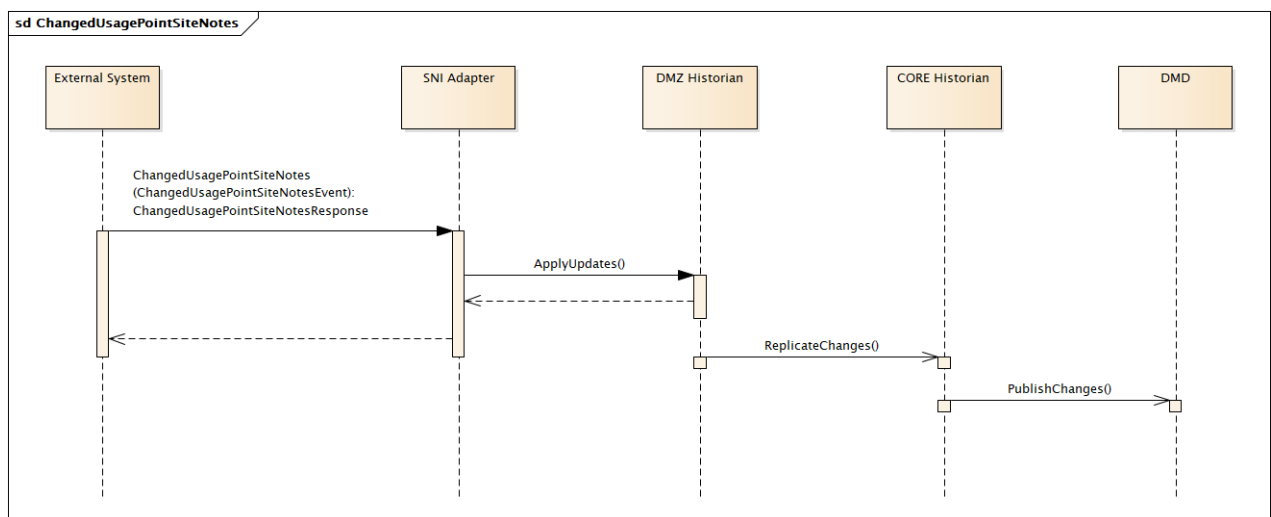 sd ChangedUsagePointSiteNotes
External System
SNI Adapter
DMZ Historian
CORE Historian
DMD
ChangedUsagePointSiteNotes
(ChangedUsagePointSiteNotesEvent):
ChangedUsagePointSiteNotesResponse
ApplyUpdates()
ReplicateChanges()
PublishChanges()